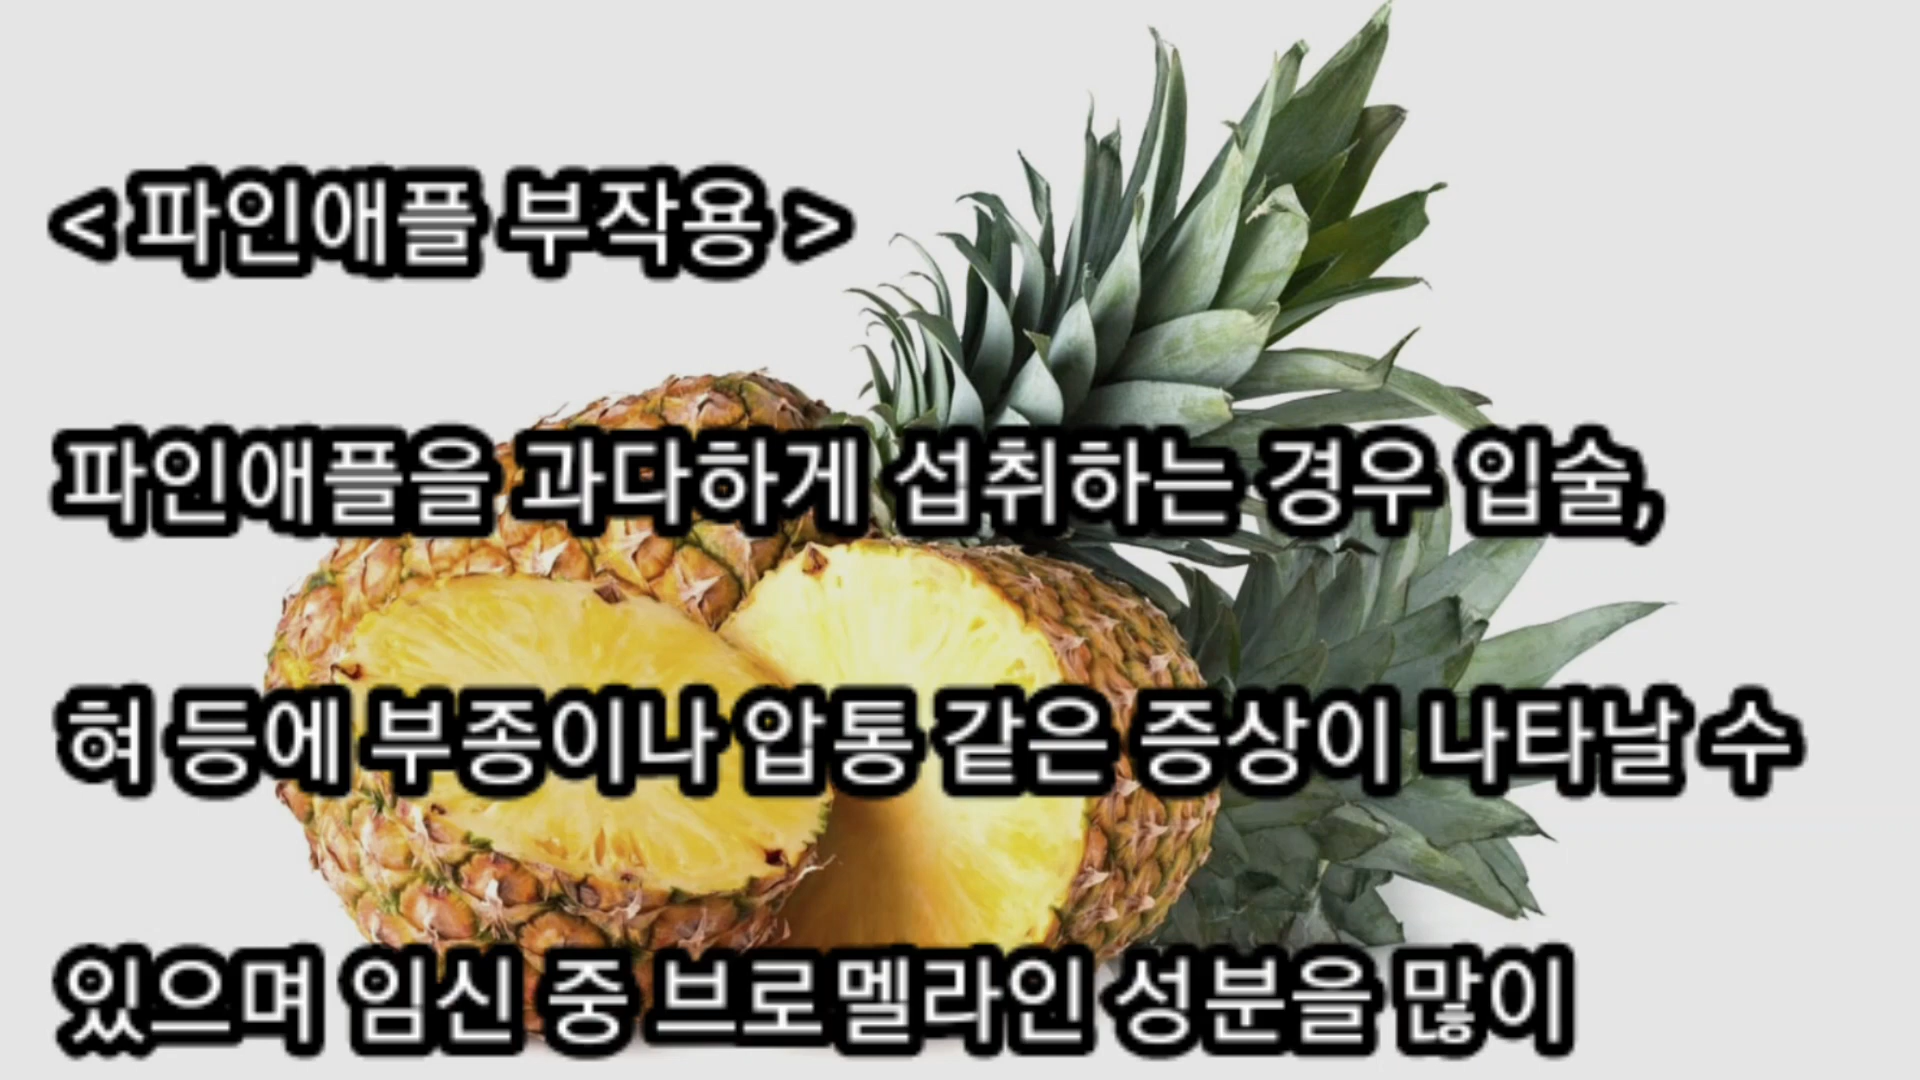 < 파인애플 부작용 >
파인애플을 과다하게 섭취하는 경우 입술,
혀 등에 부종이나 압통 같은 증상이 나타날 수
있으며 임신 중 브로멜라인 성분을 많이